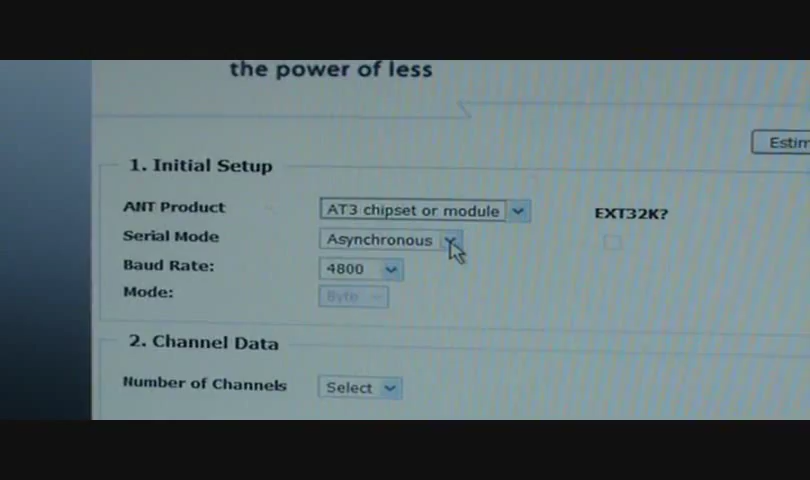 the power of less
Estim
1. Initial Setup
ANT Product AT3 chipset or module EXT32K?
Serial Mode Asynchronous
Baud Rate: 4800
Mode: Byte
2. Channel Data
Number of Channels Select